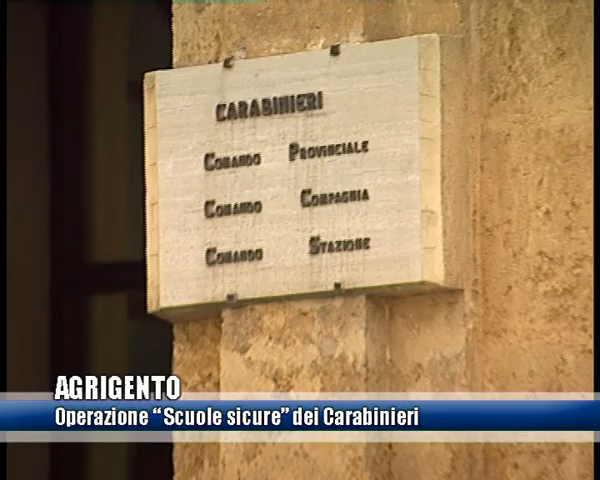 CARABINIERI
COMANDO PROVINCIALE
COMANDO COMPAGNIA
COMANDO STAZIONE
AGRIGENTO
Operazione “Scuole sicure” dei Carabinieri